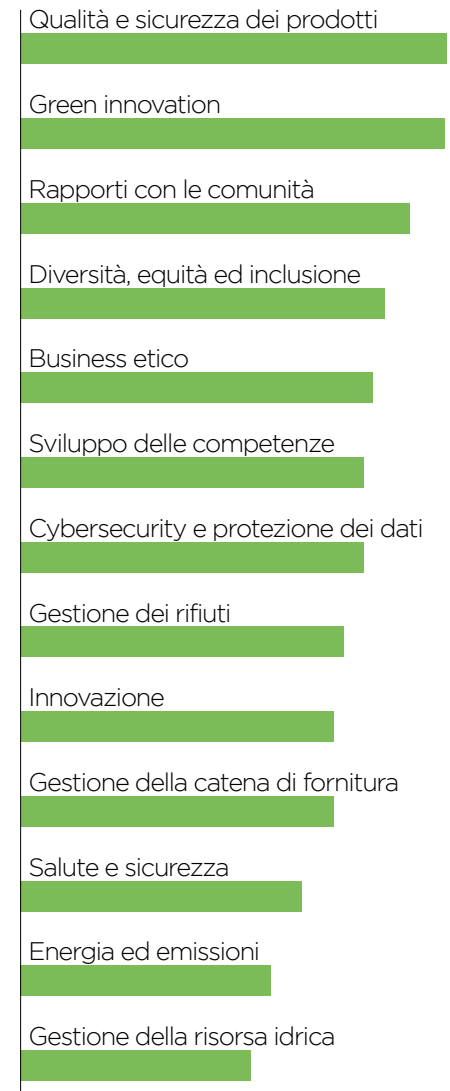 Qualità e sicurezza dei prodotti
Green innovation
Rapporti con le comunità
Diversità, equità ed inclusione
Business etico
Sviluppo delle competenze
Cybersecurity e protezione dei dati
Gestione dei rifiuti
Innovazione
Gestione della catena di fornitura
Salute e sicurezza
Energia ed emissioni
Gestione della risorsa idrica